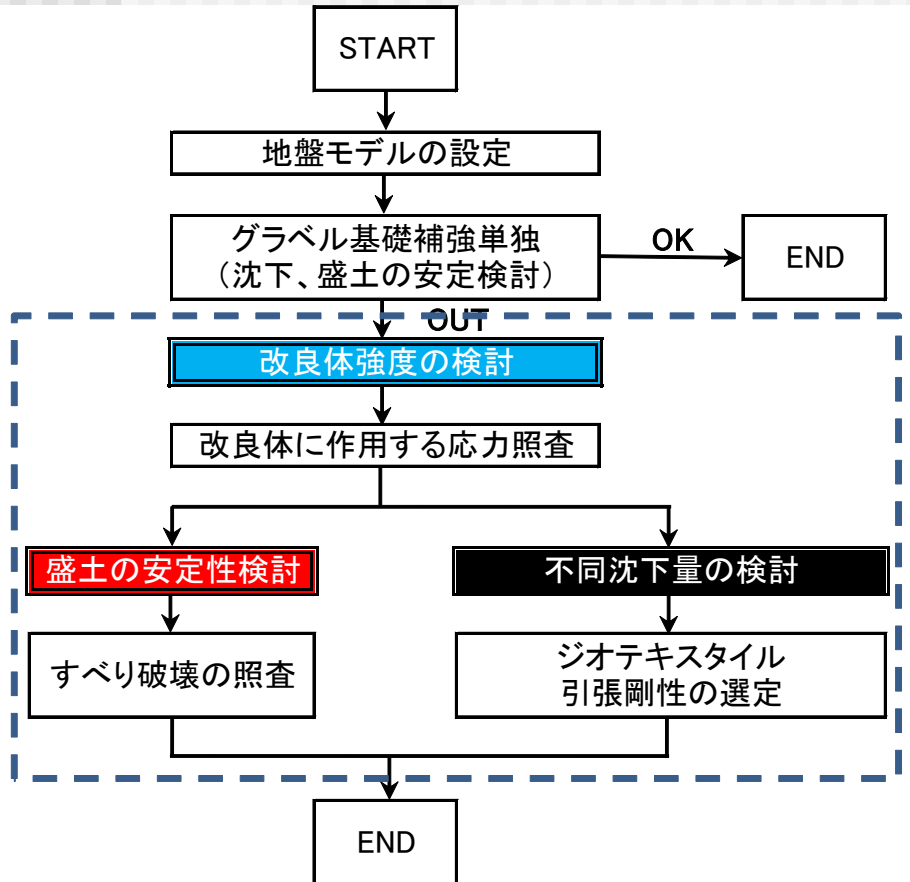 START
地盤モデルの設定
グラベル基礎補強単独
（沈下、盛土の安定検討）
OK
END
OUT
改良体強度の検討
改良体に作用する応力照査
盛土の安定性検討
不同沈下量の検討
すべり破壊の照査
ジオテキスタイル
引張剛性の選定
END